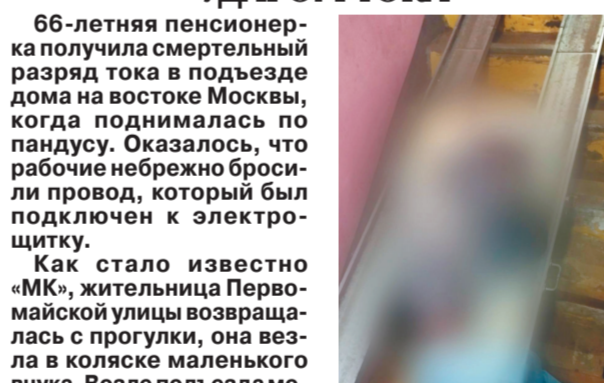 66-летняя пенсионер-
ка получила смертельный
разряд тока в подъезде
дома на востоке Москвы,
когда поднималась по
пандусу. Оказалось, что
рабочие небрежно броси-
ли провод, который был
подключен к электро-
щитку.
Как стало известно
«МК», жительница Перво-
майской улицы возвраща-
лась с прогулки, она вез-
ла в коляске маленького